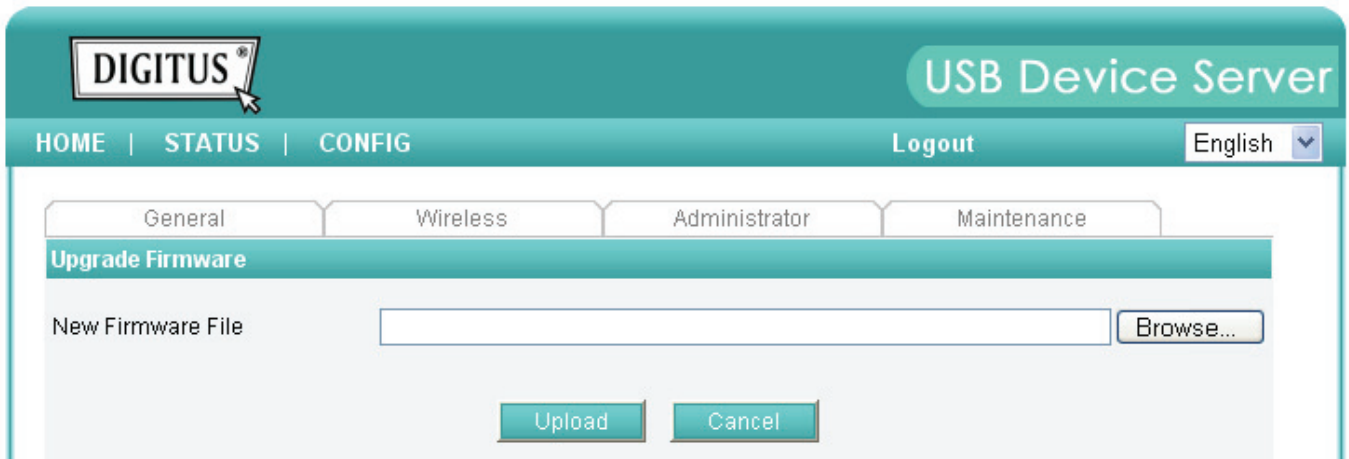 DIGITUS®
USB Device Server
HOME | STATUS | CONFIG Logout English
General Wireless Administrator Maintenance
Upgrade Firmware
New Firmware File Browse...
Upload Cancel